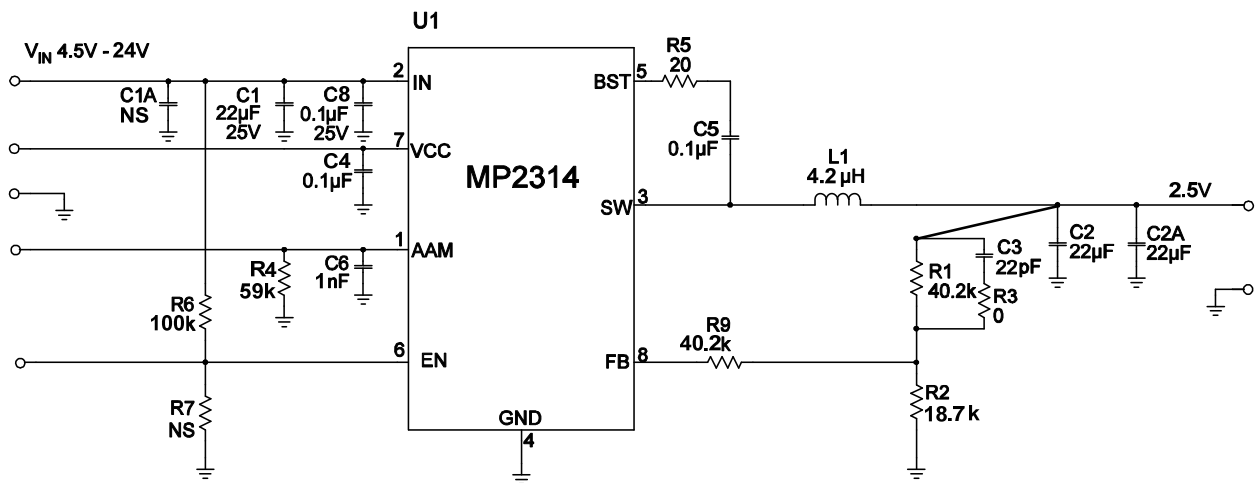 U1
V_IN 4.5V - 24V
C1A
NS
C1
22µF
25V
C8
0.1µF
25V
2
IN
7
VCC
C4
0.1µF
MP2314
BST
5
R5
20
C5
0.1µF
L1
4.2 µH
SW
3
2.5V
1
AAM
R4
59k
C6
1nF
R6
100k
C3
22pF
R1
40.2k
R3
0
C2
22µF
C2A
22µF
6
EN
FB
8
R9
40.2k
R7
NS
GND
4
R2
18.7 k